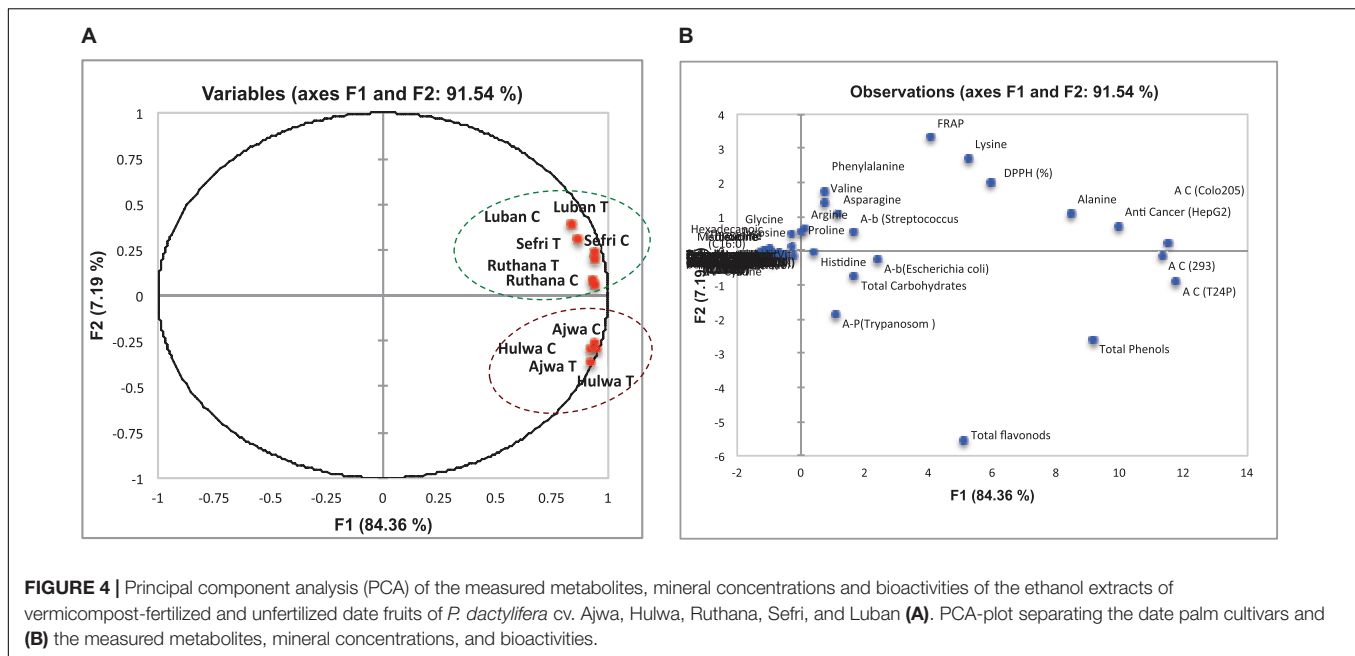 A
Variables (axes F1 and F2: 91.54 %)
1
0.75
0.5
0.25
0
-0.25
-0.5
-0.75
-1
F2 (7.19 %)
Luban C
Luban T
Sefri T
Sefri C
Ruthana T
Ruthana C
Ajwa C
Hulwa C
Ajwa T
Hulwa T
-1 -0.75 -0.5 -0.25 0 0.25 0.5 0.75 1
F1 (84.36 %)
B
Observations (axes F1 and F2: 91.54 %)
4
3
2
1
0
-1
-2
-3
-4
-5
-6
F2 (7.19
FRAP
Lysine
Phenylalanine
DPPH (%)
Valine
Asparagine
A C (Colo205)
Alanine
Anti Cancer (HepG2)
Glycine
Arginine
A-b (Streptococcus
Proline
Hexadecanoic
(C16:0)
Histidine
A-b(Escherichia coli)
A C (293)
Total Carbohydrates
A C (T24P)
A-P(Trypanosom )
Total Phenols
Total flavonods
-2 0 2 4 6 8 10 12 14
F1 (84.36 %)
FIGURE 4 | Principal component analysis (PCA) of the measured metabolites, mineral concentrations and bioactivities of the ethanol extracts of
vermicompost-fertilized and unfertilized date fruits of P. dactylifera cv. Ajwa, Hulwa, Ruthana, Sefri, and Luban (A). PCA-plot separating the date palm cultivars and
(B) the measured metabolites, mineral concentrations, and bioactivities.